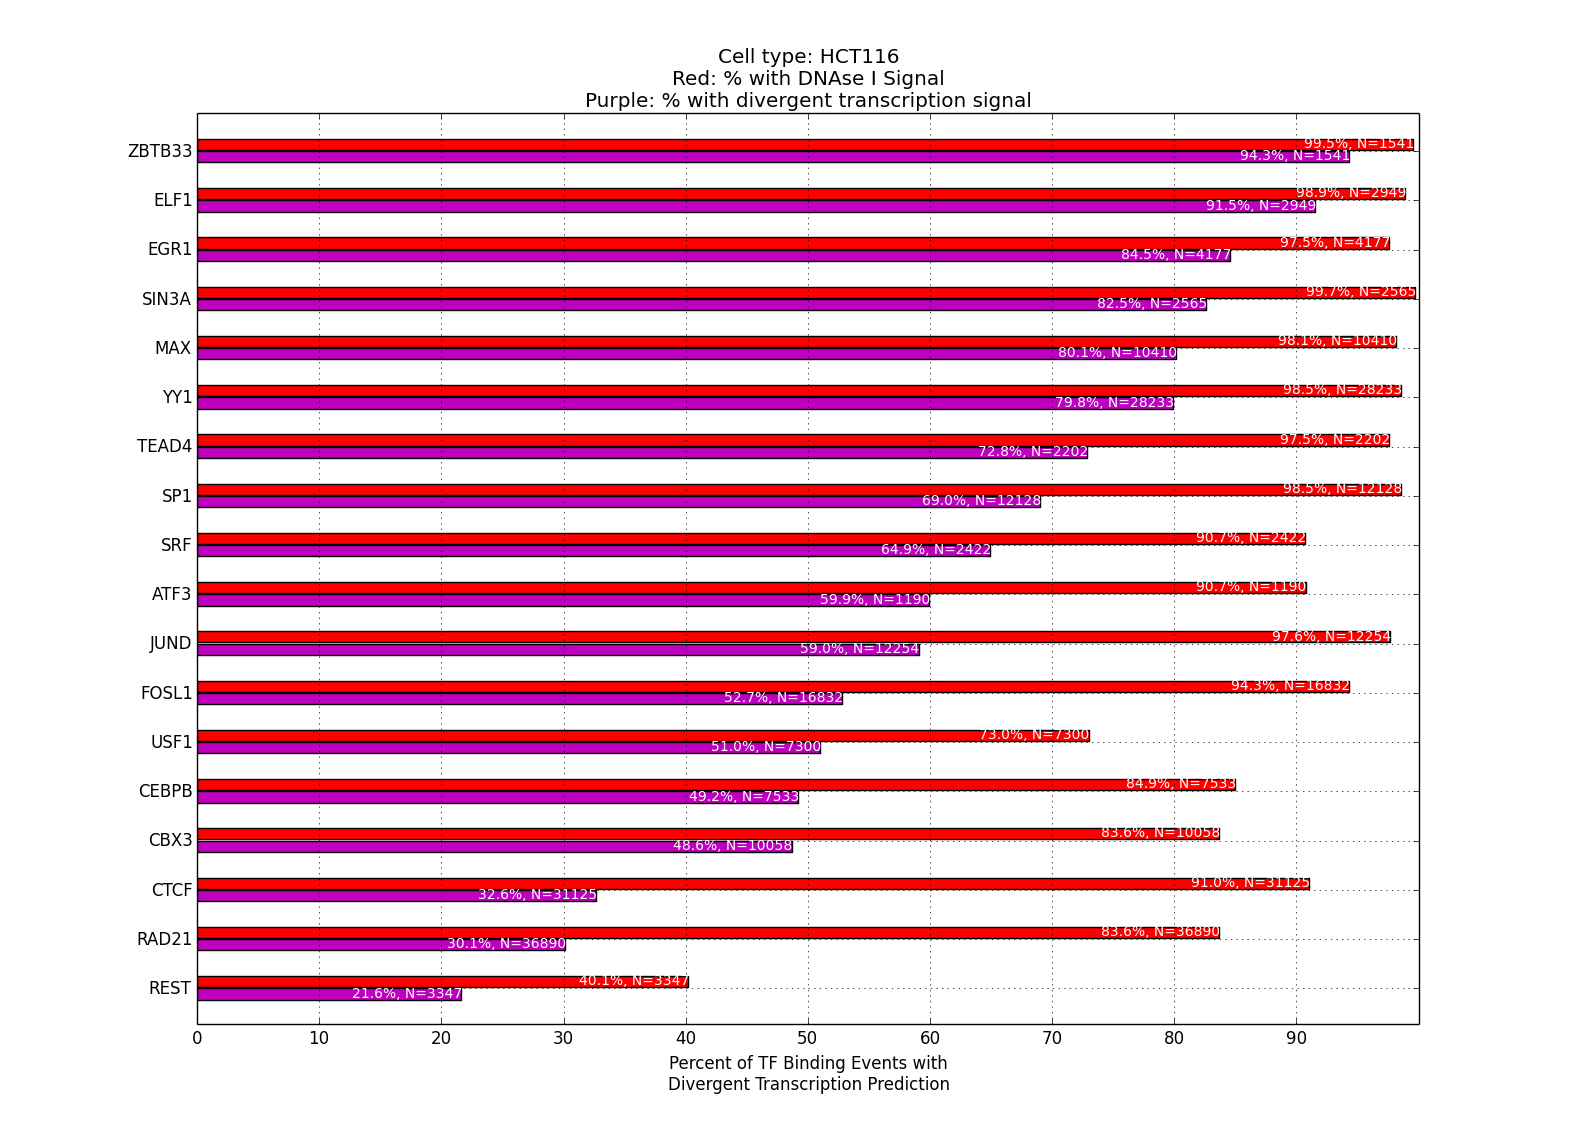 Cell type: HCT116
Red: % with DNAse I Signal
Purple: % with divergent transcription signal
ZBTB33
99.5%, N=1541
94.3%, N=1541
ELF1
98.9%, N=2949
91.5%, N=2949
EGR1
97.5%, N=4177
84.5%, N=4177
SIN3A
99.7%, N=2565
82.5%, N=2565
MAX
98.1%, N=10410
80.1%, N=10410
YY1
98.5%, N=28233
79.8%, N=28233
TEAD4
97.5%, N=2202
72.8%, N=2202
SP1
98.5%, N=12128
69.0%, N=12128
SRF
90.7%, N=2422
64.9%, N=2422
ATF3
90.7%, N=1190
59.9%, N=1190
JUND
97.6%, N=12254
59.0%, N=12254
FOSL1
94.3%, N=16832
52.7%, N=16832
USF1
73.0%, N=7300
51.0%, N=7300
CEBPB
84.9%, N=7533
49.2%, N=7533
CBX3
83.6%, N=10058
48.6%, N=10058
CTCF
91.0%, N=31125
32.6%, N=31125
RAD21
83.6%, N=36890
30.1%, N=36890
REST
40.1%, N=3347
21.6%, N=3347
0 10 20 30 40 50 60 70 80 90
Percent of TF Binding Events with
Divergent Transcription Prediction